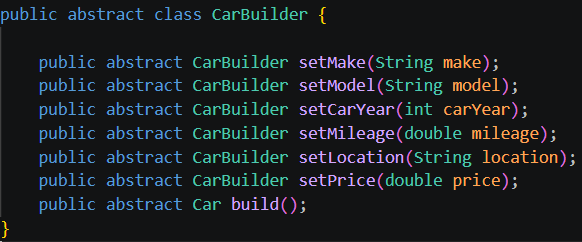 public abstract class CarBuilder {
public abstract CarBuilder setMake(String make);
public abstract CarBuilder setModel(String model);
public abstract CarBuilder setCarYear(int carYear);
public abstract CarBuilder setMileage(double mileage);
public abstract CarBuilder setLocation(String location);
public abstract CarBuilder setPrice(double price);
public abstract Car build();
}